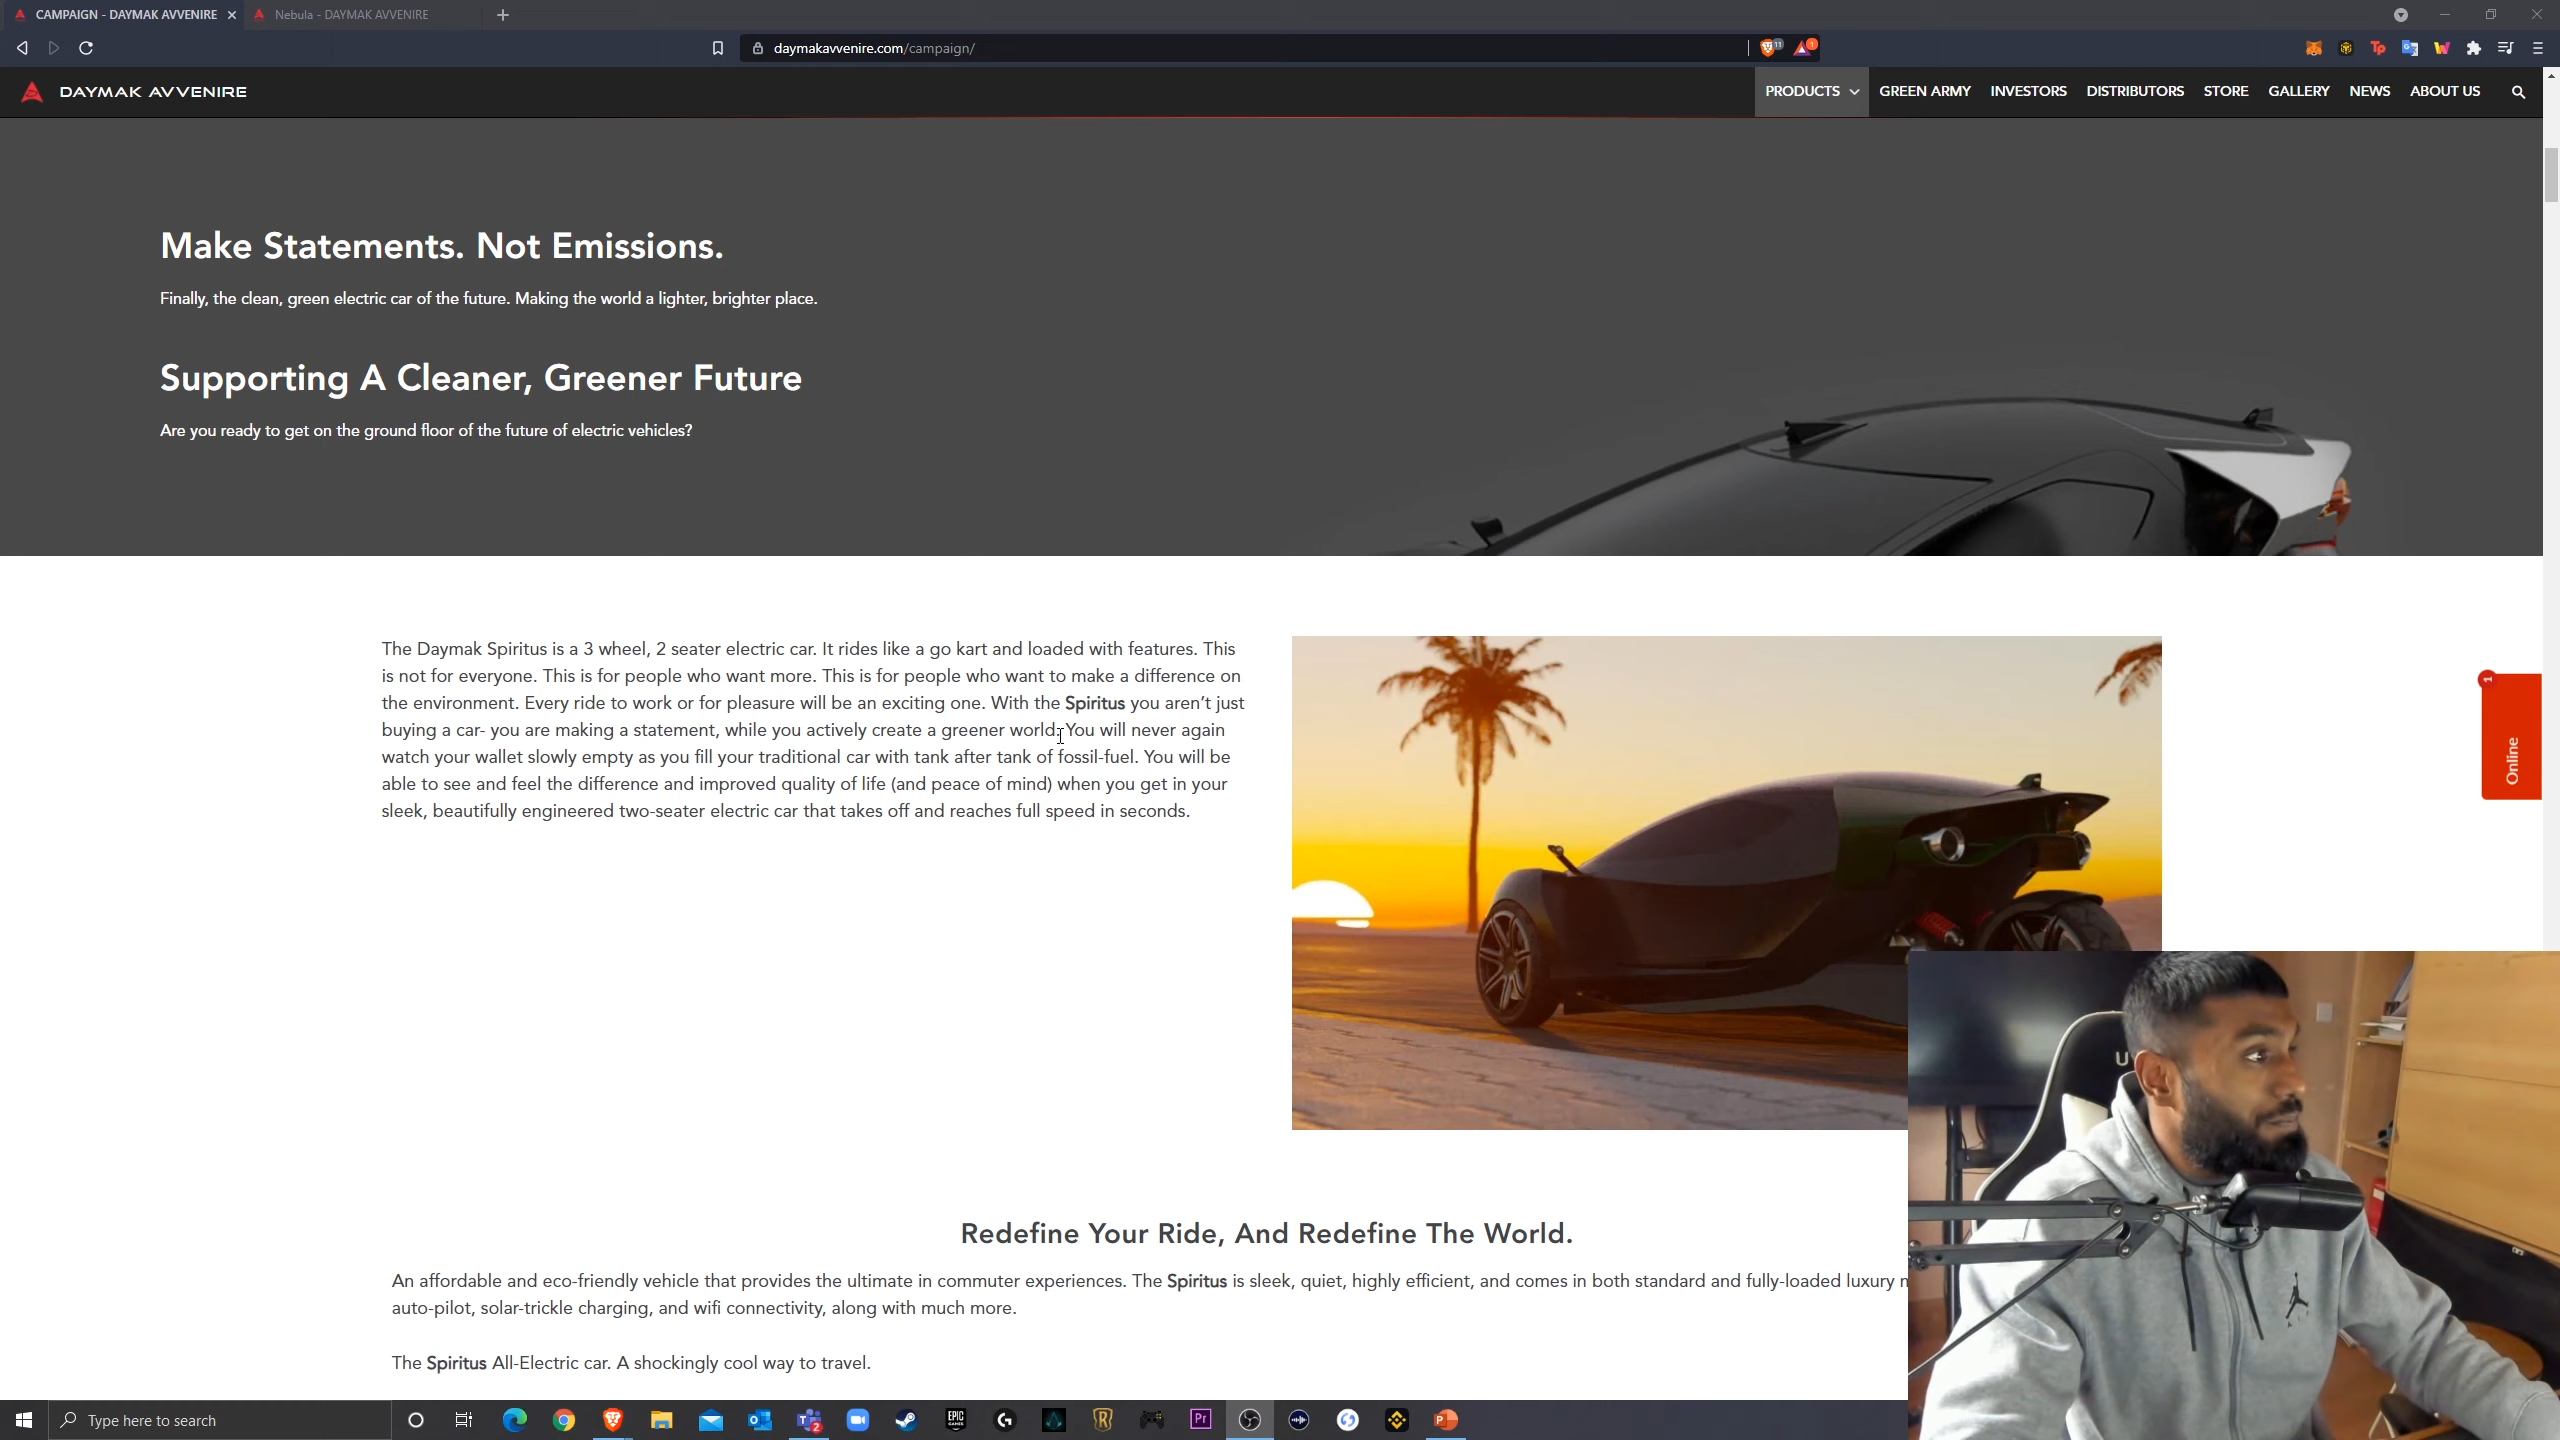 CAMPAIGN - DAYMAK AVVENIRE
Nebula - DAYMAK AVVENIRE
daymakavvenire.com/campaign/
11
1
Tp
DAYMAK AVVENIRE
PRODUCTS
GREEN ARMY
INVESTORS
DISTRIBUTORS
STORE
GALLERY
NEWS
ABOUT US
Make Statements. Not Emissions.
Finally, the clean, green electric car of the future. Making the world a lighter, brighter place.
Supporting A Cleaner, Greener Future
Are you ready to get on the ground floor of the future of electric vehicles?
The Daymak Spiritus is a 3 wheel, 2 seater electric car. It rides like a go kart and loaded with features. This
is not for everyone. This is for people who want more. This is for people who want to make a difference on
the environment. Every ride to work or for pleasure will be an exciting one. With the Spiritus you aren't just
buying a car- you are making a statement, while you actively create a greener world. You will never again
watch your wallet slowly empty as you fill your traditional car with tank after tank of fossil-fuel. You will be
able to see and feel the difference and improved quality of life (and peace of mind) when you get in your
sleek, beautifully engineered two-seater electric car that takes off and reaches full speed in seconds.
1
Online
Redefine Your Ride, And Redefine The World.
An affordable and eco-friendly vehicle that provides the ultimate in commuter experiences. The Spiritus is sleek, quiet, highly efficient, and comes in both standard and fully-loaded luxury
auto-pilot, solar-trickle charging, and wifi connectivity, along with much more.
The Spiritus All-Electric car. A shockingly cool way to travel.
Type here to search
2
EPIC GAMES
Pr